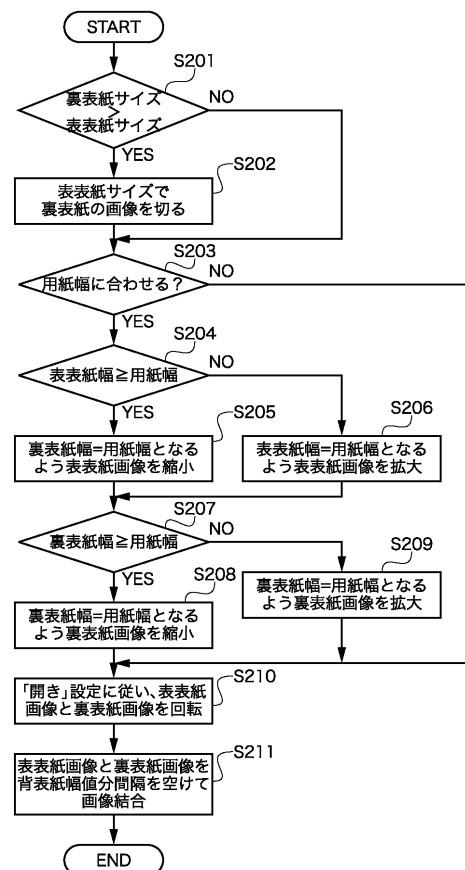 START
S201
裏表紙サイズ
>
表表紙サイズ
NO
YES
S202
表表紙サイズで
裏表紙の画像を切る
S203
用紙幅に合わせる？
NO
YES
S204
表表紙幅≧用紙幅
NO
YES
S205
裏表紙幅=用紙幅となる
よう表表紙画像を縮小
S206
表表紙幅=用紙幅となる
よう表表紙画像を拡大
S207
裏表紙幅≧用紙幅
NO
YES
S208
裏表紙幅=用紙幅となる
よう裏表紙画像を縮小
S209
裏表紙幅=用紙幅となる
よう裏表紙画像を拡大
S210
「開き」設定に従い、表表紙
画像と裏表紙画像を回転
S211
表表紙画像と裏表紙画像を
背表紙幅値分間隔を空けて
画像結合
END